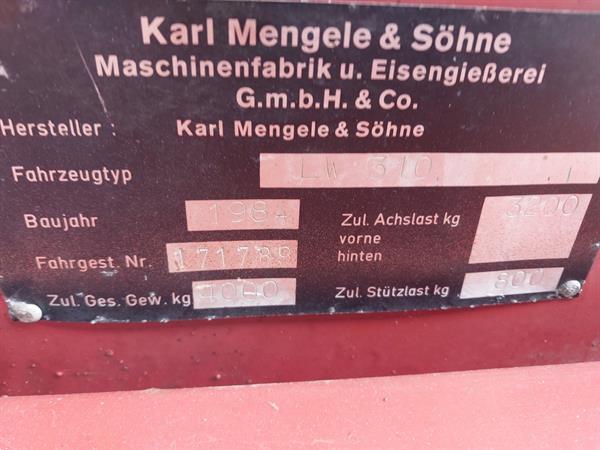 Karl Mengele & Söhne
Maschinenfabrik u. Eisengießerei
G.m.b.H. & Co.
Hersteller : Karl Mengele & Söhne
Fahrzeugtyp LW 310 1
Baujahr 1984
Zul. Achslast kg 3200
vorne
hinten
Fahrgest. Nr. 171788
Zul. Ges. Gew. kg 4000
Zul. Stützlast kg 800